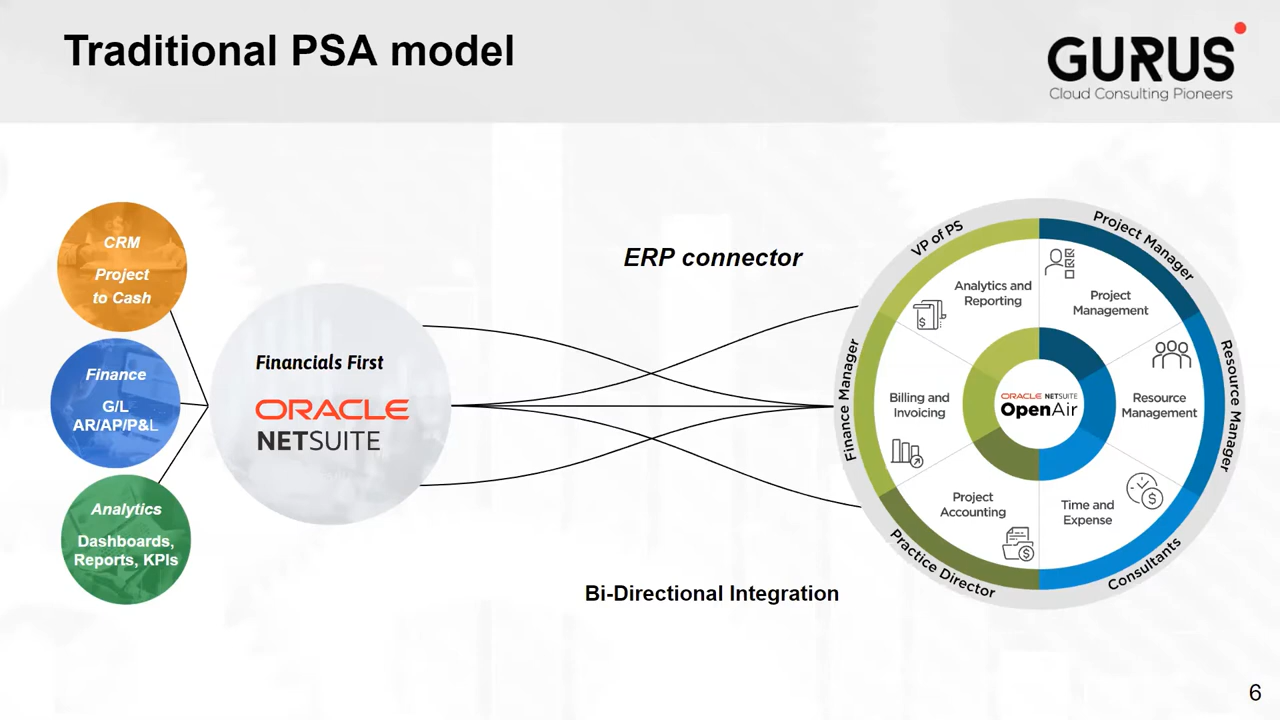 Traditional PSA model
GURUS
Cloud Consulting Pioneers
CRM
Project
to Cash
Finance
G/L
AR/AP/P&L
Analytics
Dashboards,
Reports, KPIs
Financials First
ORACLE
NETSUITE
ERP connector
Bi-Directional Integration
VP of PS
Project Manager
Resource Manager
Consultants
Practice Director
Finance Manager
Analytics and
Reporting
Project
Management
Resource
Management
Time and
Expense
Project
Accounting
Billing and
Invoicing
ORACLE NETSUITE
OpenAir
6